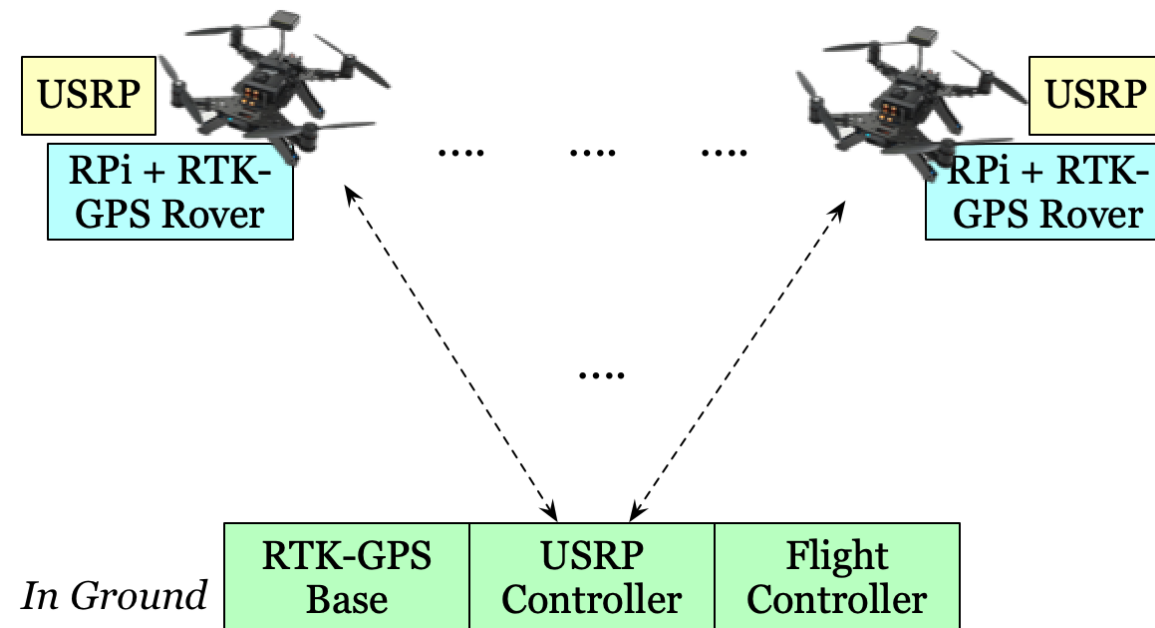 USRP
RPi + RTK-
GPS Rover
....
....
....
USRP
RPi + RTK-
GPS Rover
....
In Ground
RTK-GPS
Base
USRP
Controller
Flight
Controller